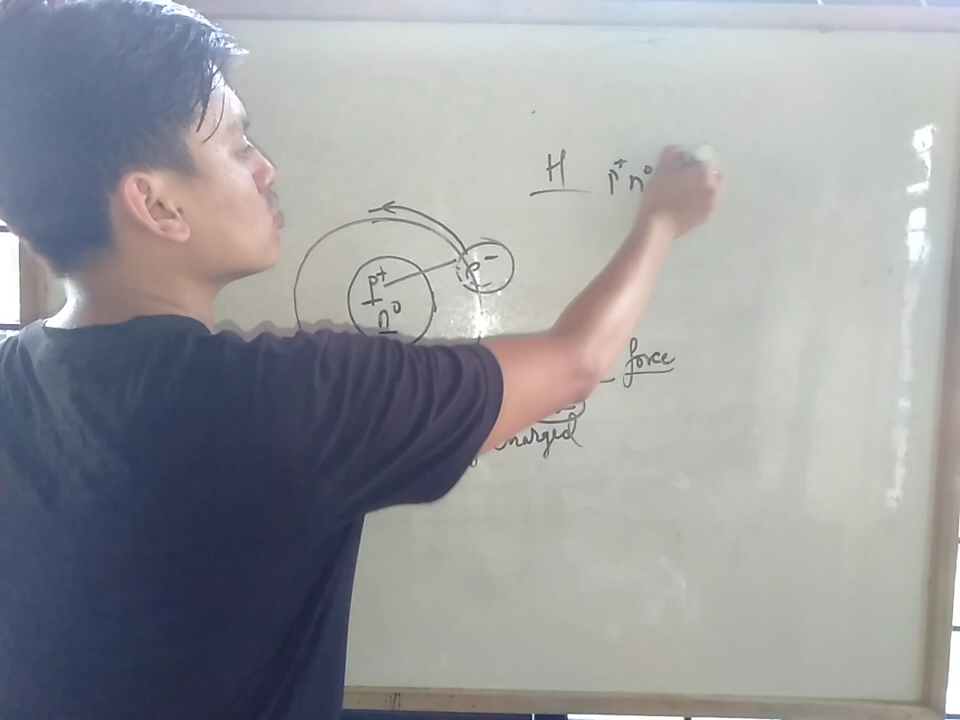 H p⁺ n⁰
e⁻
p⁺
n⁰
force
charged